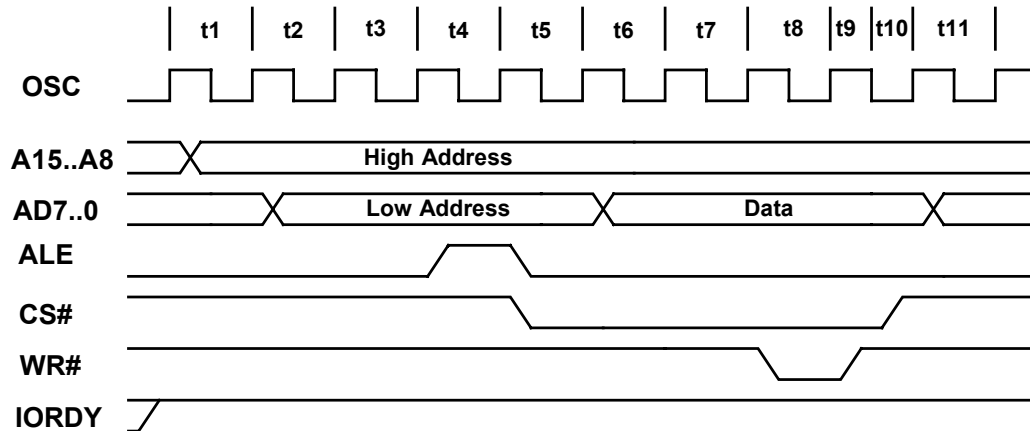 t1 t2 t3 t4 t5 t6 t7 t8 t9 t10 t11
OSC
A15..A8 High Address
AD7..0 Low Address Data
ALE
CS#
WR#
IORDY